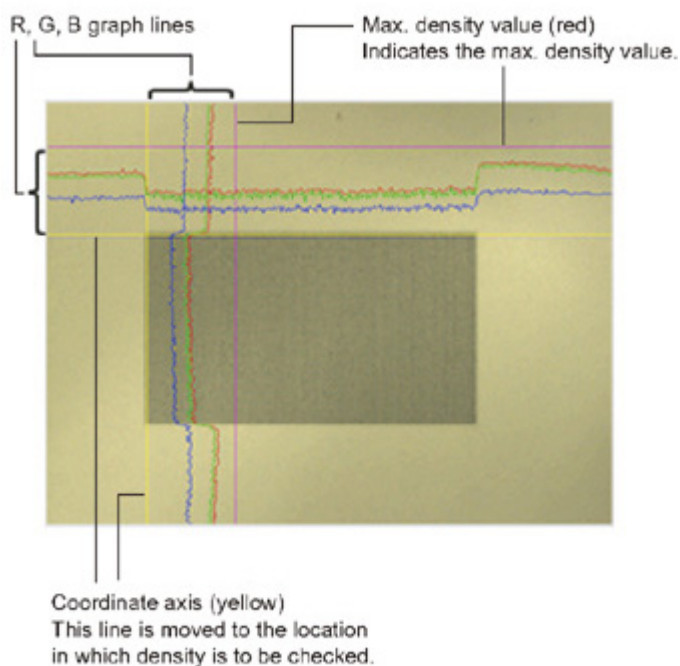 R, G, B graph lines
Max. density value (red)
Indicates the max. density value.
R
Coordinate axis (yellow)
This line is moved to the location
in which density is to be checked.